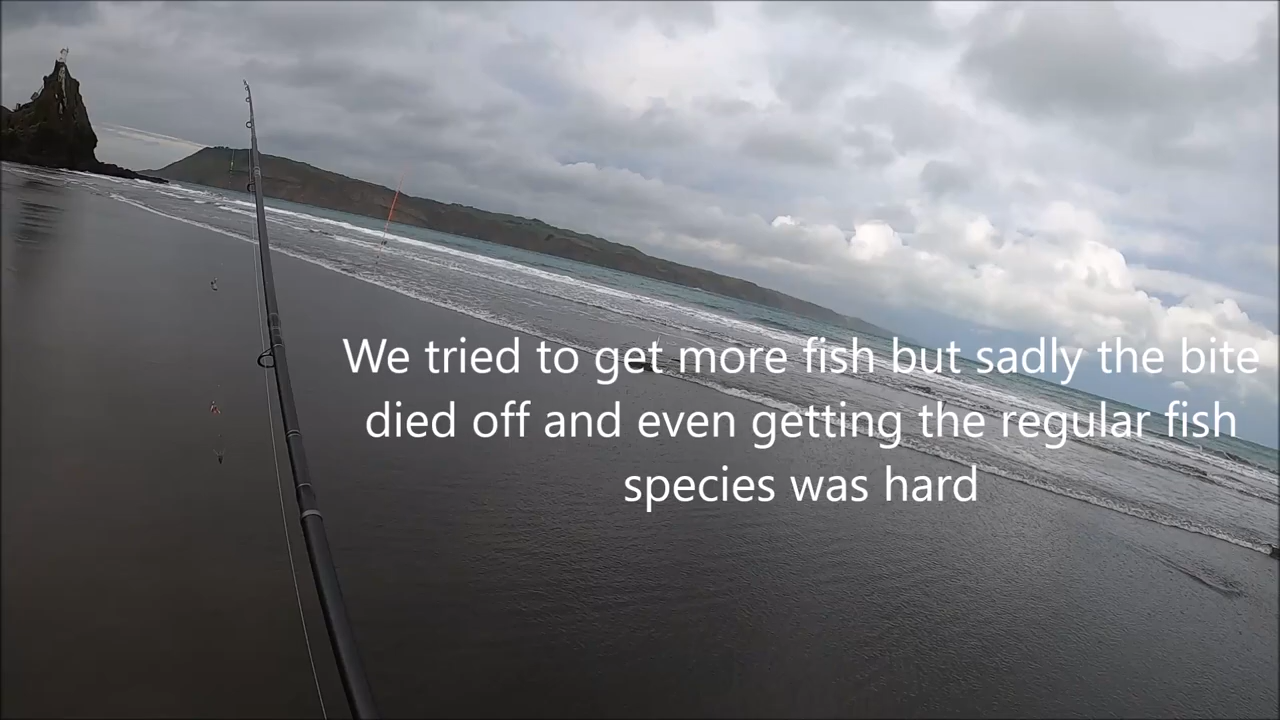 We tried to get more fish but sadly the bite
died off and even getting the regular fish
species was hard